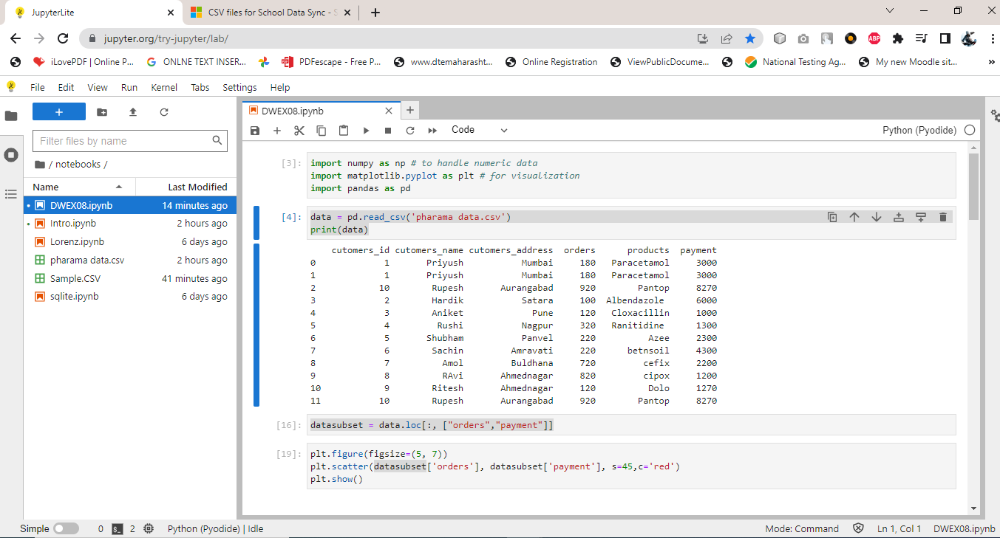 JupyterLite
CSV files for School Data Sync - S
jupyter.org/try-jupyter/lab/
ABP
iLovePDF | Online P...
ONLNE TEXT INSER...
PDFescape - Free P...
www.dtemaharasht...
Online Registration
ViewPublicDocume...
National Testing Ag...
My new Moodle sit...
»
File Edit View Run Kernel Tabs Settings Help
Filter files by name
/ notebooks /
Name Last Modified
DWEX08.ipynb 14 minutes ago
Intro.ipynb 2 hours ago
Lorenz.ipynb 6 days ago
pharama data.csv 2 hours ago
Sample.CSV 41 minutes ago
sqlite.ipynb 6 days ago
DWEX08.ipynb
Code
Python (Pyodide)
[3]: import numpy as np # to handle numeric data
import matplotlib.pyplot as plt # for visualization
import pandas as pd
[4]: data = pd.read_csv('pharama data.csv')
print(data)
cutomers_id cutomers_name cutomers_address orders products payment
0 1 Priyush Mumbai 180 Paracetamol 3000
1 1 Priyush Mumbai 180 Paracetamol 3000
2 10 Rupesh Aurangabad 920 Pantop 8270
3 2 Hardik Satara 100 Albendazole 6000
4 3 Aniket Pune 120 Cloxacillin 1000
5 4 Rushi Nagpur 320 Ranitidine 1300
6 5 Shubham Panvel 220 Azee 2300
7 6 Sachin Amravati 220 betnsoil 4300
8 7 Amol Buldhana 720 cefix 2200
9 8 RAvi Ahmednagar 820 cipox 1200
10 9 Ritesh Ahmednagar 120 Dolo 1270
11 10 Rupesh Aurangabad 920 Pantop 8270
[16]: datasubset = data.loc[:, ["orders","payment"]]
[19]: plt.figure(figsize=(5, 7))
plt.scatter(datasubset['orders'], datasubset['payment'], s=45,c='red')
plt.show()
Simple 0 $_ 2 Python (Pyodide) | Idle Mode: Command Ln 1, Col 1 DWEX08.ipynb